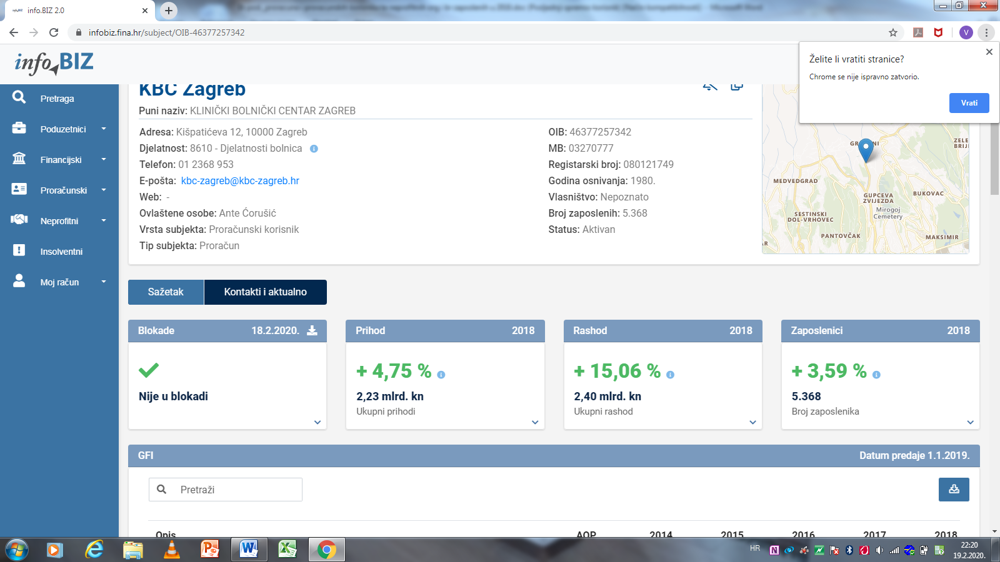 info.BIZ 2.0
infobiz.fina.hr/subject/OIB-46377257342
V
info.BIZ
Želite li vratiti stranice?
Chrome se nije ispravno zatvorio.
Vrati
Pretraga
Poduzetnici
Financijski
Proračunski
Neprofitni
Insolventni
Moj račun
KBC Zagreb
Puni naziv: KLINIČKI BOLNIČKI CENTAR ZAGREB
Adresa: Kišpatićeva 12, 10000 Zagreb
Djelatnost: 8610 - Djelatnosti bolnica
Telefon: 01 2368 953
E-pošta: kbc-zagreb@kbc-zagreb.hr
Web: -
Ovlaštene osobe: Ante Ćorušić
Vrsta subjekta: Proračunski korisnik
Tip subjekta: Proračun
OIB: 46377257342
MB: 03270777
Registarski broj: 080121749
Godina osnivanja: 1980.
Vlasništvo: Nepoznato
Broj zaposlenih: 5.368
Status: Aktivan
ZELE
BRIJ
MEDVEDGRAD
GUPCEVA
ZVIJEZDA
BUKOVAC
Mirogoj
Cemetery
ŠESTINSKI
DOL-VRHOVEC
PANTOVČAK
MAKSIMIR
Sažetak
Kontakti i aktualno
Blokade 18.2.2020.
Nije u blokadi
Prihod 2018
+ 4,75 %
2,23 mlrd. kn
Ukupni prihodi
Rashod 2018
+ 15,06 %
2,40 mlrd. kn
Ukupni rashod
Zaposlenici 2018
+ 3,59 %
5.368
Broj zaposlenika
GFI Datum predaje 1.1.2019.
Pretraži
Opis AOP 2014 2015 2016 2017 2018
HR
22:20
19.2.2020.